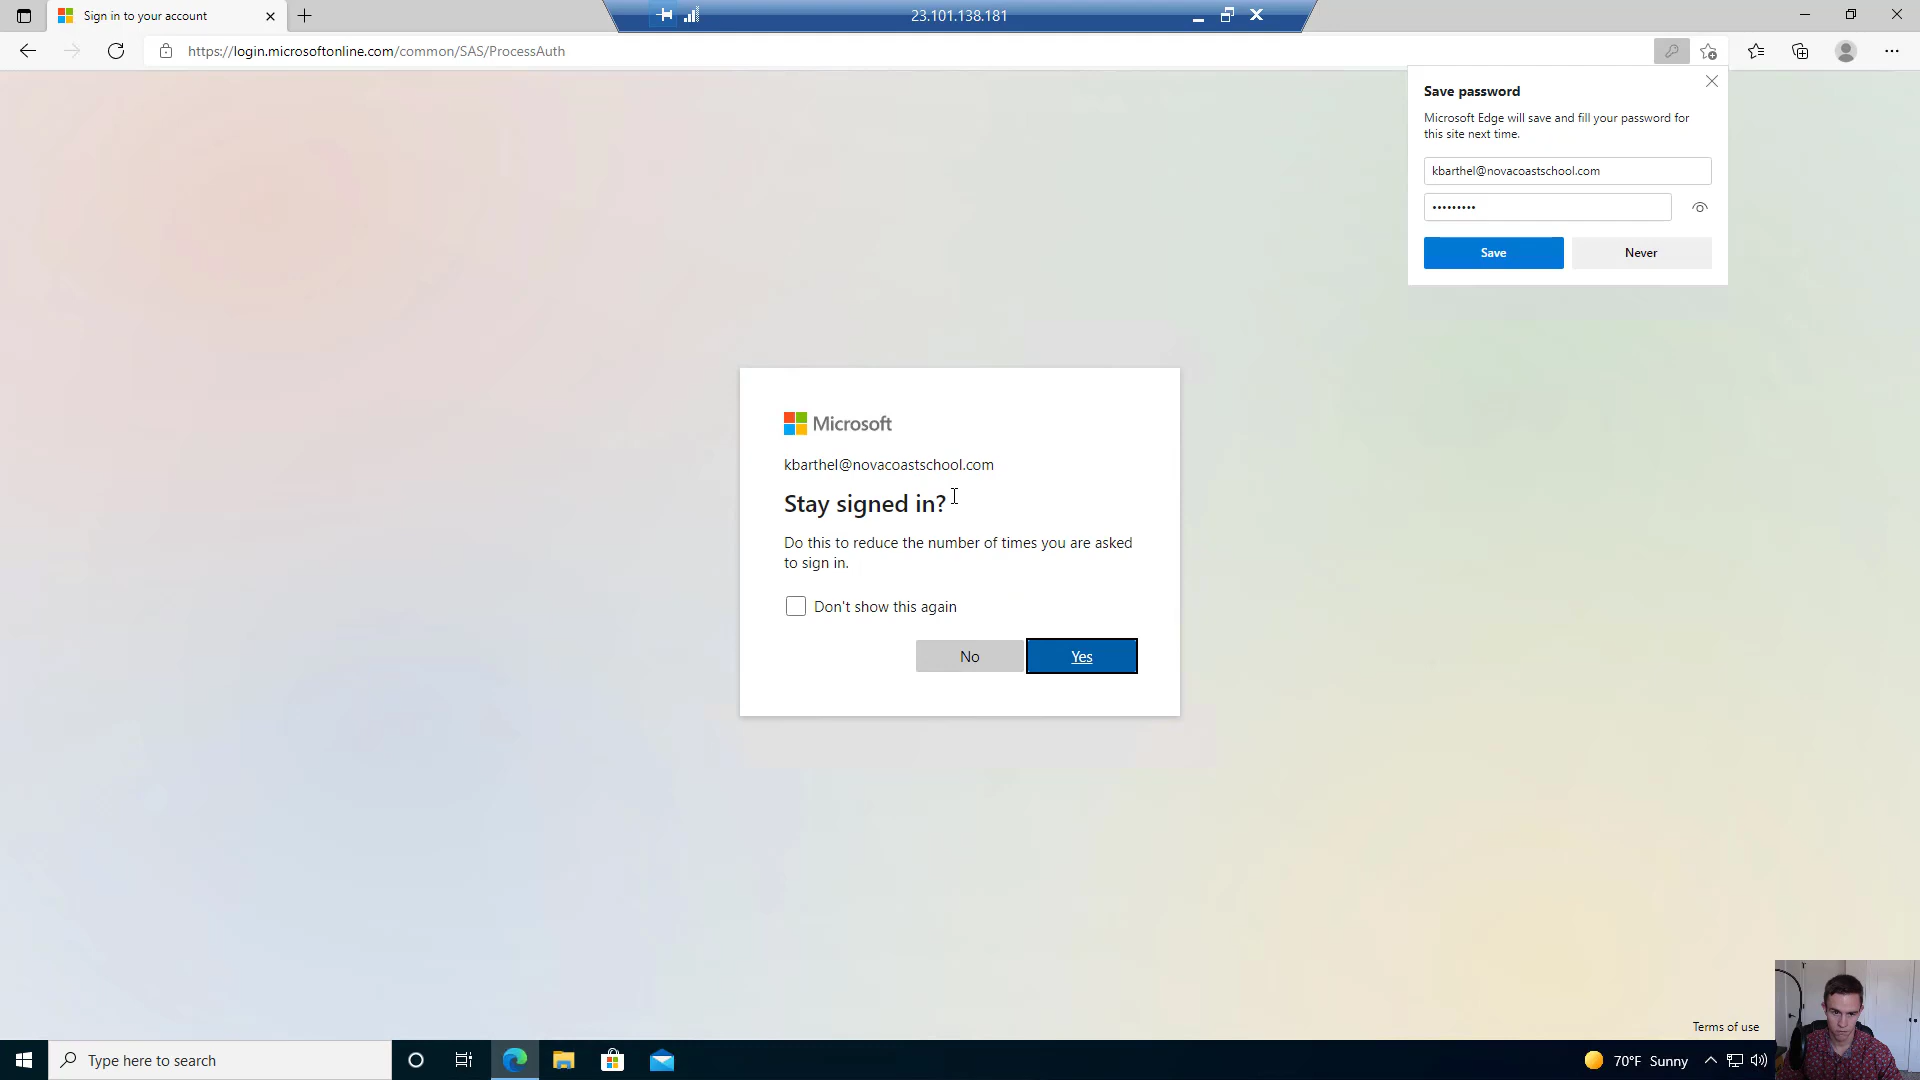 Sign in to your account
23.101.138.181
https://login.microsoftonline.com/common/SAS/ProcessAuth
Save password
Microsoft Edge will save and fill your password for
this site next time.
kbarthel@novacoastschool.com
•••••••••
Save
Never
Microsoft
kbarthel@novacoastschool.com
Stay signed in?
Do this to reduce the number of times you are asked
to sign in.
Don't show this again
No
Yes
Terms of use
Type here to search
70°F Sunny